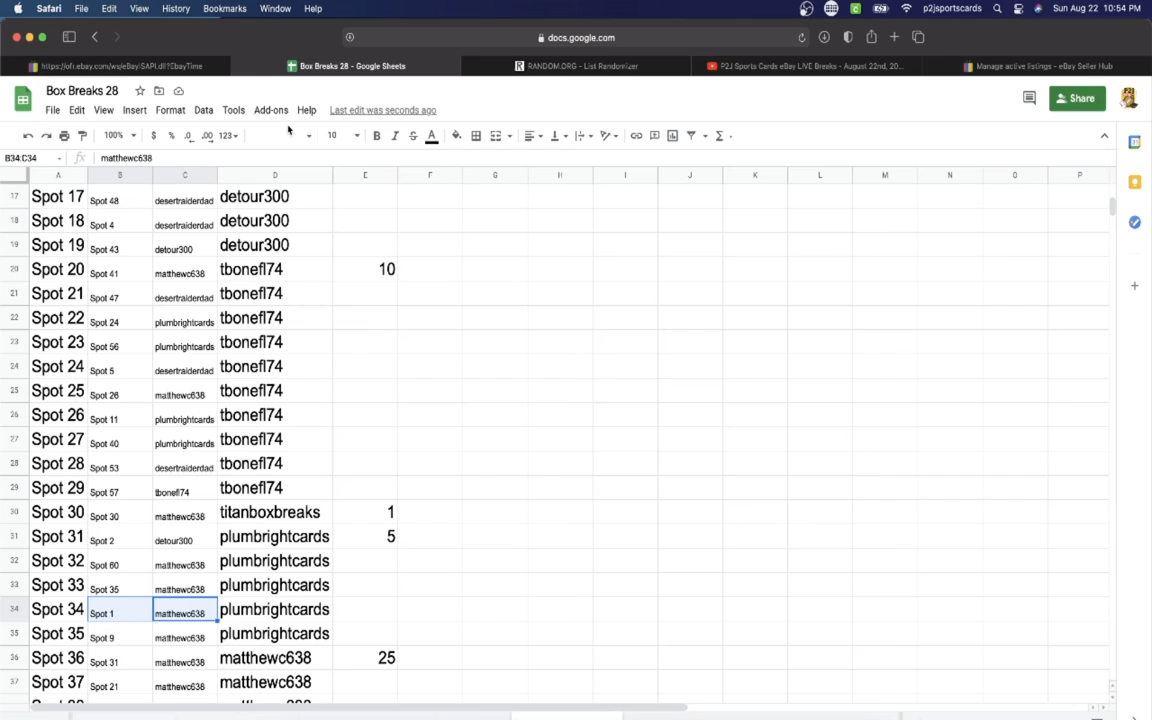 Safari File Edit View History Bookmarks Window Help p2jsportscards Sun Aug 22 10:54 PM
docs.google.com
https://ofr.ebay.com/ws/eBayISAPI.dll?EbayTime Box Breaks 28 - Google Sheets RANDOM.ORG - List Randomizer P2J Sports Cards eBay LIVE Breaks - August 22nd, 20... Manage active listings - eBay Seller Hub
Box Breaks 28
File Edit View Insert Format Data Tools Add-ons Help Last edit was seconds ago Share
100% $ % .0 .00 123 10 B I S A
B34:C34 fx matthewc638
A B C D E F G H I J K L M N O P
17 Spot 17 Spot 48 desertraiderdad detour300
18 Spot 18 Spot 4 desertraiderdad detour300
19 Spot 19 Spot 43 detour300 detour300
20 Spot 20 Spot 41 matthewc638 tbonefl74 10
21 Spot 21 Spot 47 desertraiderdad tbonefl74
22 Spot 22 Spot 24 plumbrightcards tbonefl74
23 Spot 23 Spot 56 plumbrightcards tbonefl74
24 Spot 24 Spot 5 desertraiderdad tbonefl74
25 Spot 25 Spot 26 matthewc638 tbonefl74
26 Spot 26 Spot 11 plumbrightcards tbonefl74
27 Spot 27 Spot 40 plumbrightcards tbonefl74
28 Spot 28 Spot 53 desertraiderdad tbonefl74
29 Spot 29 Spot 57 tbonefl74 tbonefl74
30 Spot 30 Spot 30 matthewc638 titanboxbreaks 1
31 Spot 31 Spot 2 detour300 plumbrightcards 5
32 Spot 32 Spot 60 matthewc638 plumbrightcards
33 Spot 33 Spot 35 matthewc638 plumbrightcards
34 Spot 34 Spot 1 matthewc638 plumbrightcards
35 Spot 35 Spot 9 matthewc638 plumbrightcards
36 Spot 36 Spot 31 matthewc638 matthewc638 25
37 Spot 37 Spot 21 matthewc638 matthewc638